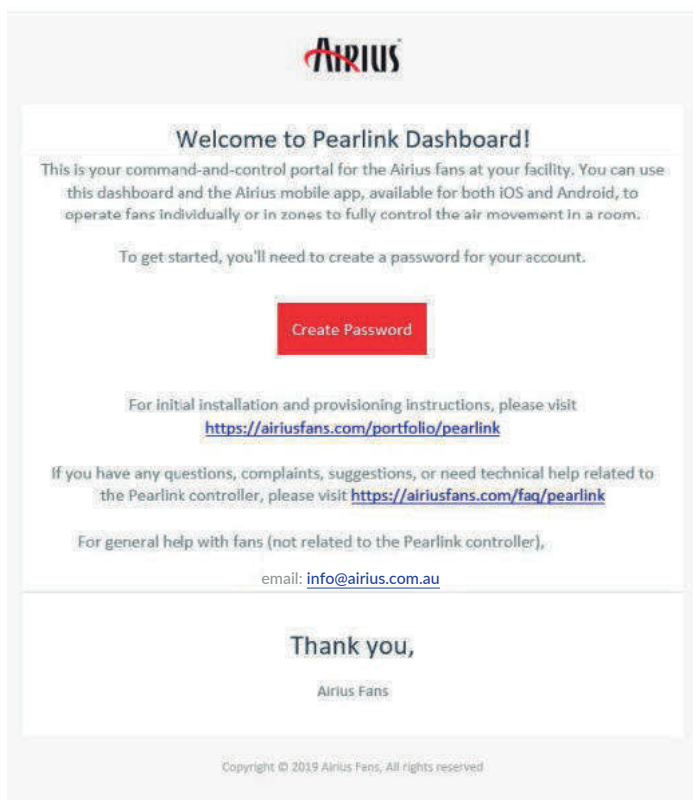 AIRIUS
Welcome to Pearlink Dashboard!
This is your command-and-control portal for the Airius fans at your facility. You can use
this dashboard and the Airius mobile app, available for both iOS and Android, to
operate fans individually or in zones to fully control the air movement in a room.
To get started, you'll need to create a password for your account.
Create Password
For initial installation and provisioning instructions, please visit
https://airiusfans.com/portfolio/pearlink
If you have any questions, complaints, suggestions, or need technical help related to
the Pearlink controller, please visit https://airiusfans.com/faq/pearlink
For general help with fans (not related to the Pearlink controller),
email: info@airius.com.au
Thank you,
Airius Fans
Copyright © 2019 Airius Fans, All rights reserved